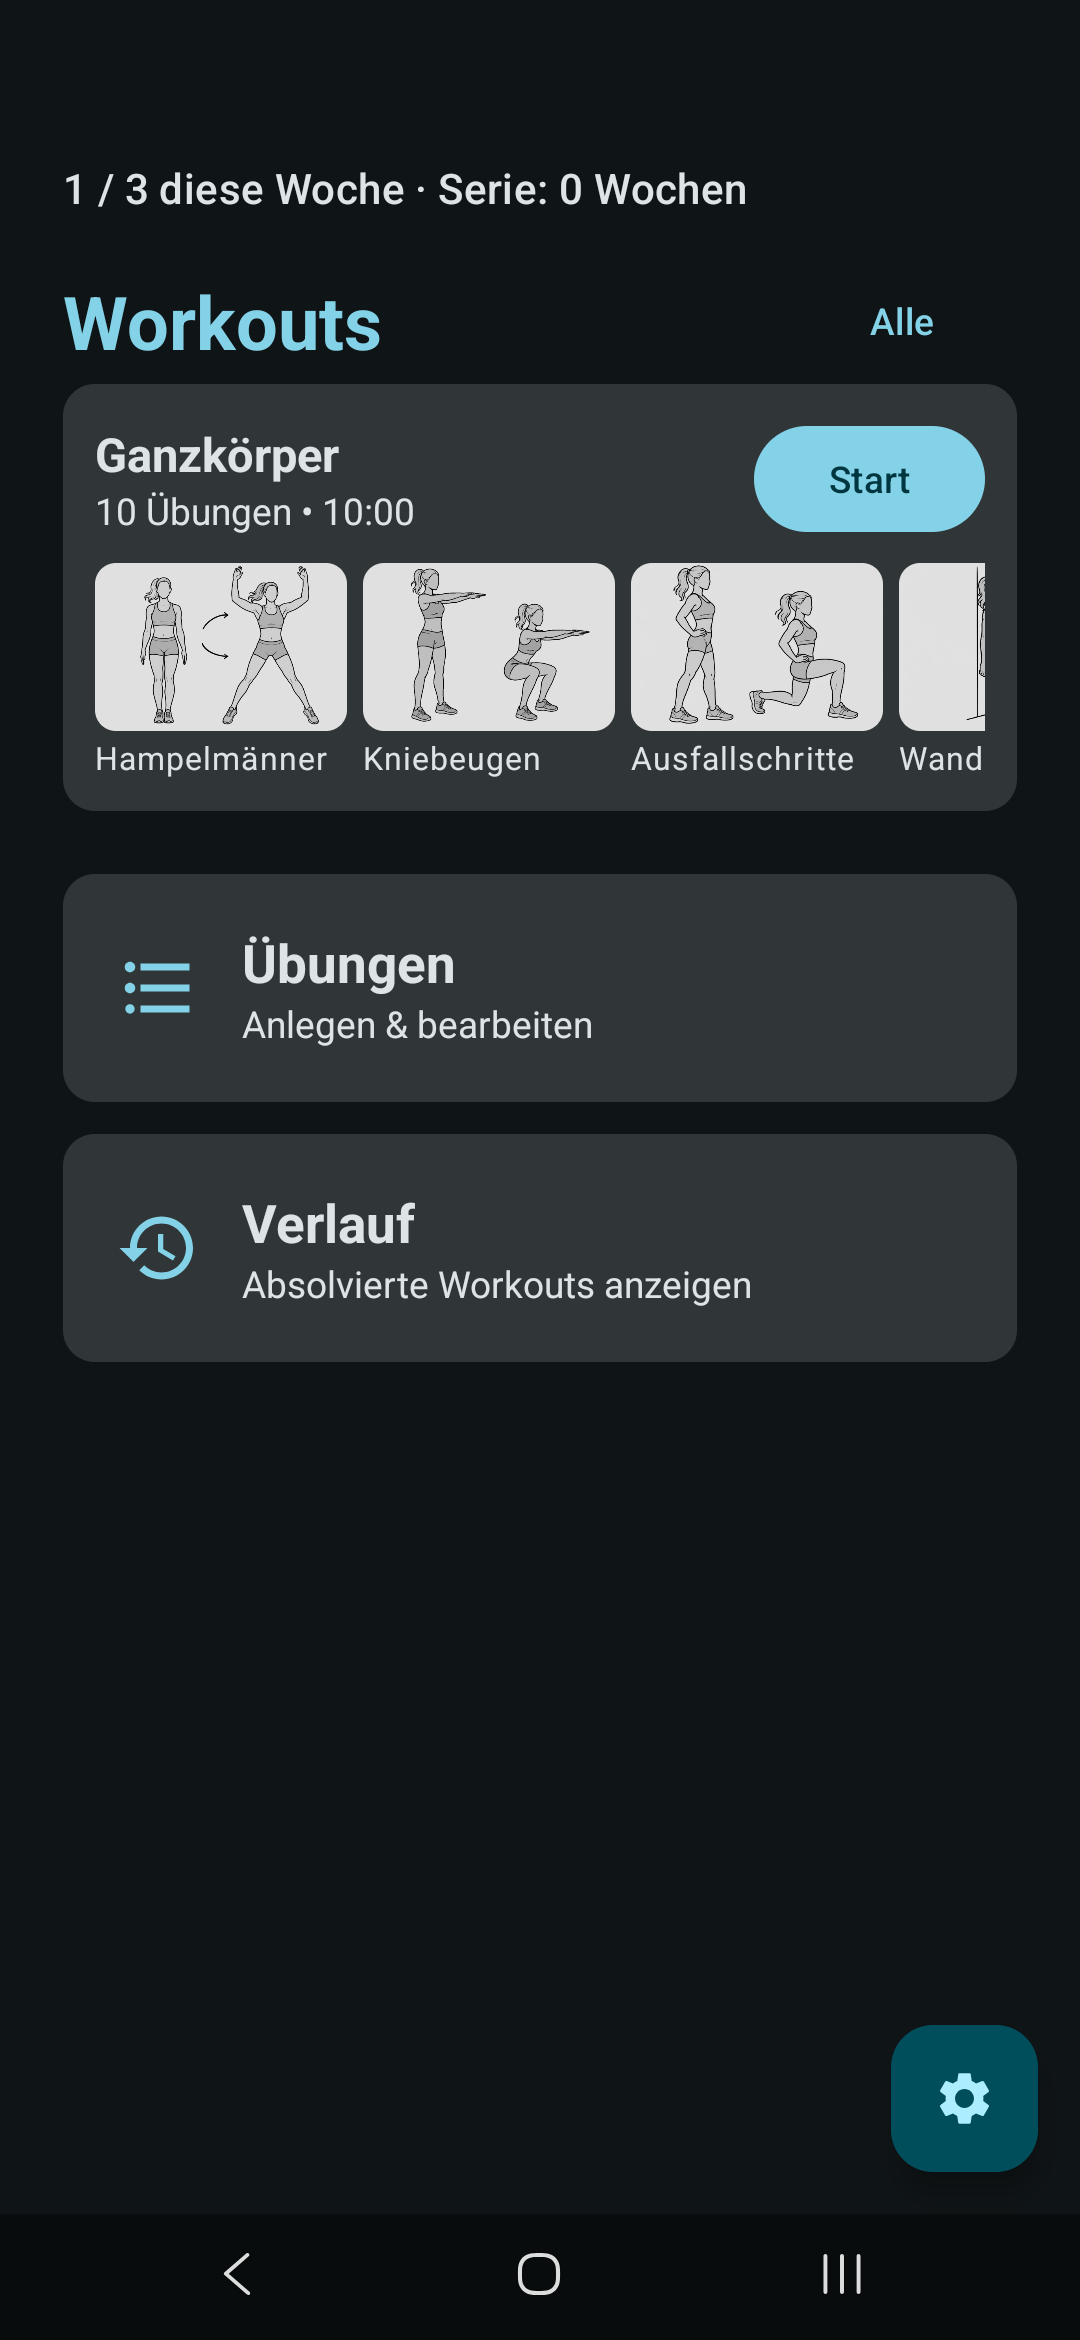 1 / 3 diese Woche · Serie: 0 Wochen
Workouts
Alle
Ganzkörper
10 Übungen • 10:00
Start
Hampelmänner
Kniebeugen
Ausfallschritte
Wand
Übungen
Anlegen & bearbeiten
Verlauf
Absolvierte Workouts anzeigen